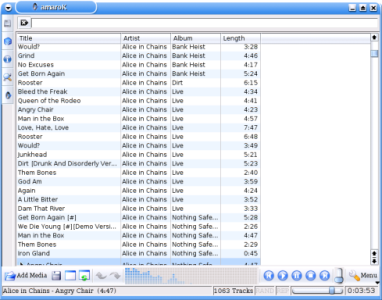 amaroK
Title Artist Album Length
Would? Alice in Chains Bank Heist 3:28
Grind Alice in Chains Bank Heist 4:46
No Excuses Alice in Chains Bank Heist 4:17
Get Born Again Alice in Chains Bank Heist 5:24
Rooster Alice in Chains Dirt 6:15
Bleed the Freak Alice in Chains Live 4:34
Queen of the Rodeo Alice in Chains Live 4:41
Angry Chair Alice in Chains Live 4:23
Man in the Box Alice in Chains Live 4:57
Love, Hate, Love Alice in Chains Live 7:47
Rooster Alice in Chains Live 6:48
Would? Alice in Chains Live 3:49
Junkhead Alice in Chains Live 5:21
Dirt (Drunk And Disorderly Ver... Alice in Chains Live 5:23
Them Bones Alice in Chains Live 2:40
God Am Alice in Chains Live 3:59
Again Alice in Chains Live 4:24
A Little Bitter Alice in Chains Live 3:52
Dam That River Alice in Chains Live 3:33
Get Born Again [#] Alice in Chains Nothing Safe... 5:28
We Die Young [#][Demo Versi... Alice in Chains Nothing Safe... 2:26
Man in the Box Alice in Chains Nothing Safe... 4:47
Them Bones Alice in Chains Nothing Safe... 2:29
Iron Gland Alice in Chains Nothing Safe... 0:45
Angry Chair Alice in Chains Nothing Safe... 4:47
Add Media Menu
Alice in Chains - Angry Chair (4:47) 1083 Tracks RAND REP 0:03:53